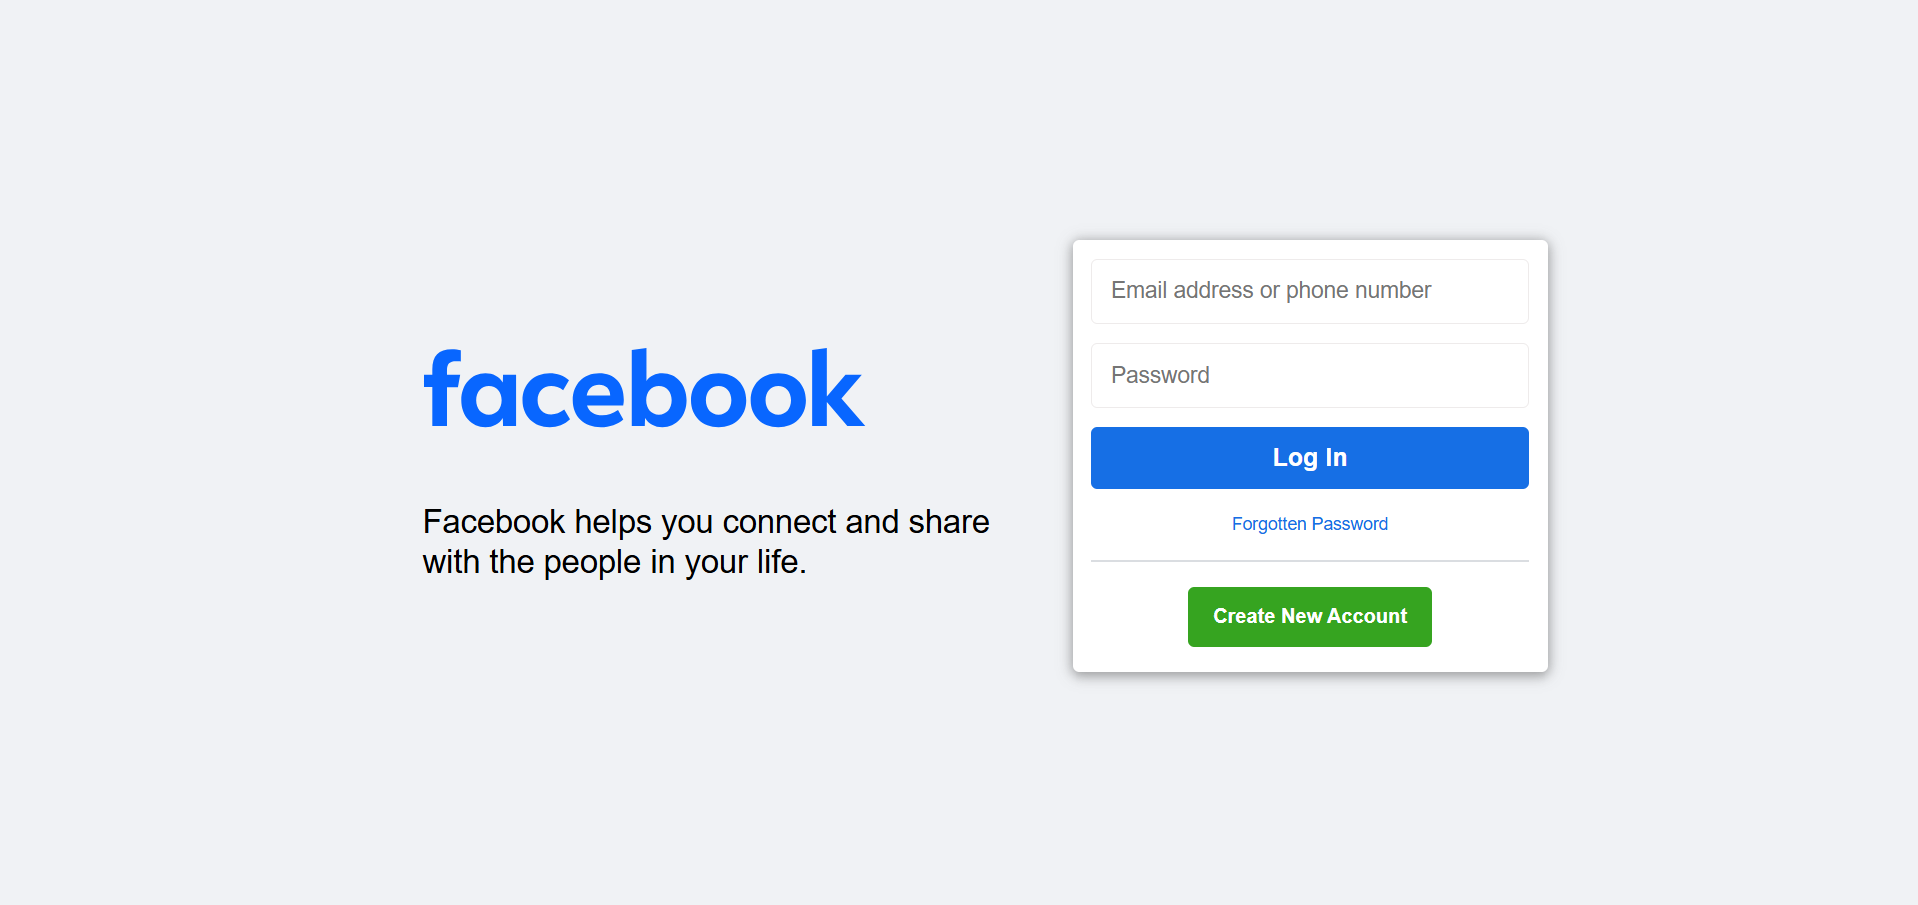 facebook
Facebook helps you connect and share
with the people in your life.
Email address or phone number
Password
Log In
Forgotten Password
Create New Account